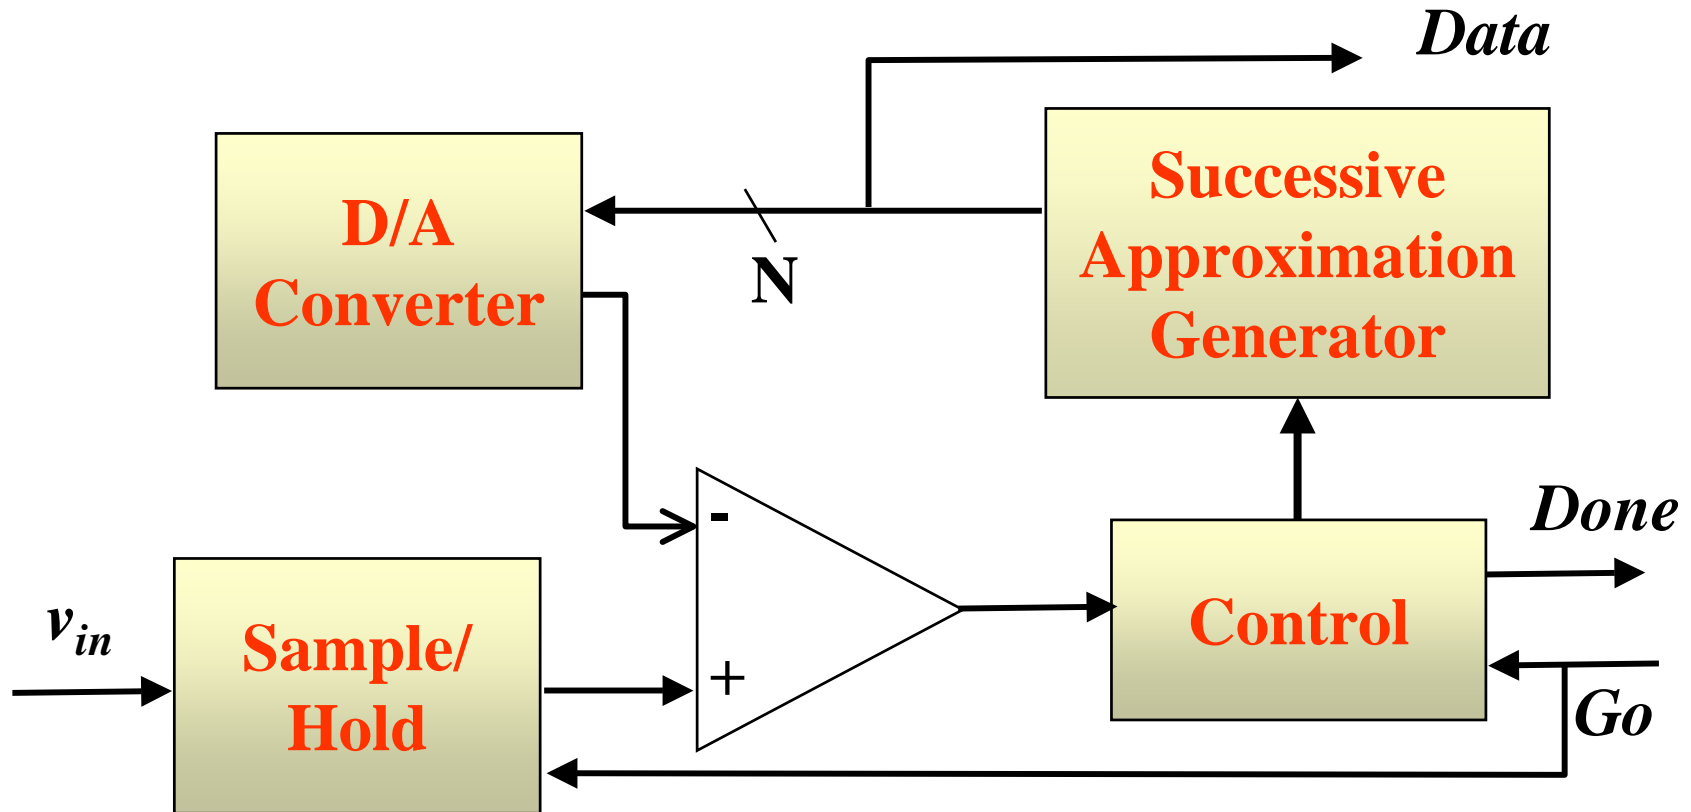 Data
D/A
Converter
N
Successive
Approximation
Generator
-
+
v_in
Sample/
Hold
Control
Done
Go